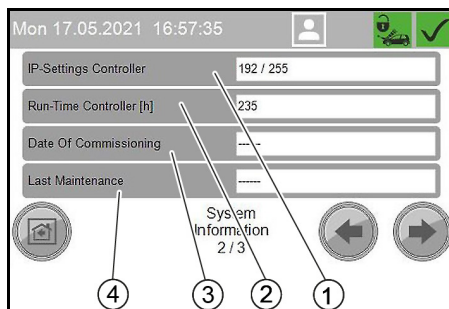 Mon 17.05.2021 16:57:35
IP-Settings Controller 192 / 255
Run-Time Controller [h] 235
Date Of Commissioning ------
Last Maintenance ------
System
Information
2 / 3
4 3 2 1